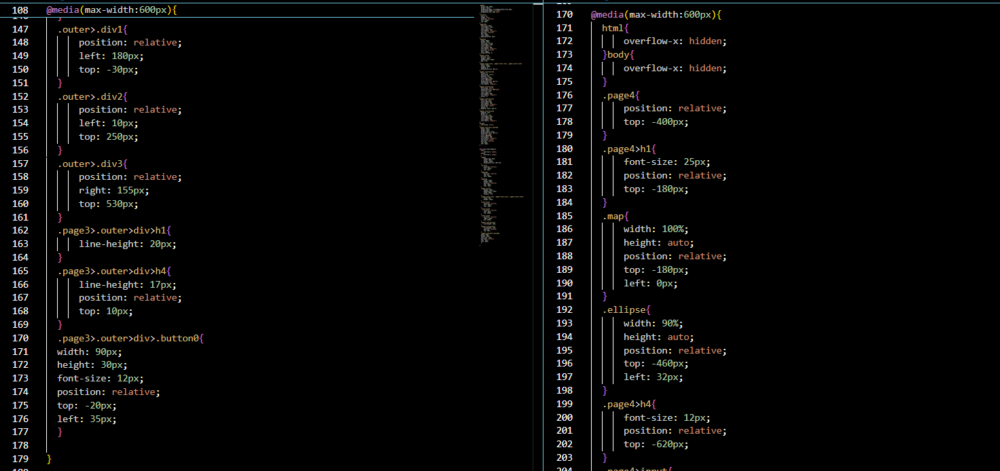 108 @media(max-width:600px){
147 .outer>.div1{
148 position: relative;
149 left: 180px;
150 top: -30px;
151 }
152 .outer>.div2{
153 position: relative;
154 left: 10px;
155 top: 250px;
156 }
157 .outer>.div3{
158 position: relative;
159 right: 155px;
160 top: 530px;
161 }
162 .page3>.outer>div>h1{
163 line-height: 20px;
164 }
165 .page3>.outer>div>h4{
166 line-height: 17px;
167 position: relative;
168 top: 10px;
169 }
170 .page3>.outer>div>.button0{
171 width: 90px;
172 height: 30px;
173 font-size: 12px;
174 position: relative;
175 top: -20px;
176 left: 35px;
177 }
178
179 }
170 @media(max-width:600px){
171 html{
172 overflow-x: hidden;
173 }body{
174 overflow-x: hidden;
175 }
176 .page4{
177 position: relative;
178 top: -400px;
179 }
180 .page4>h1{
181 font-size: 25px;
182 position: relative;
183 top: -180px;
184 }
185 .map{
186 width: 100%;
187 height: auto;
188 position: relative;
189 top: -180px;
190 left: 0px;
191 }
192 .ellipse{
193 width: 90%;
194 height: auto;
195 position: relative;
196 top: -460px;
197 left: 32px;
198 }
199 .page4>h4{
200 font-size: 12px;
201 position: relative;
202 top: -620px;
203 }
204 .page4>input{